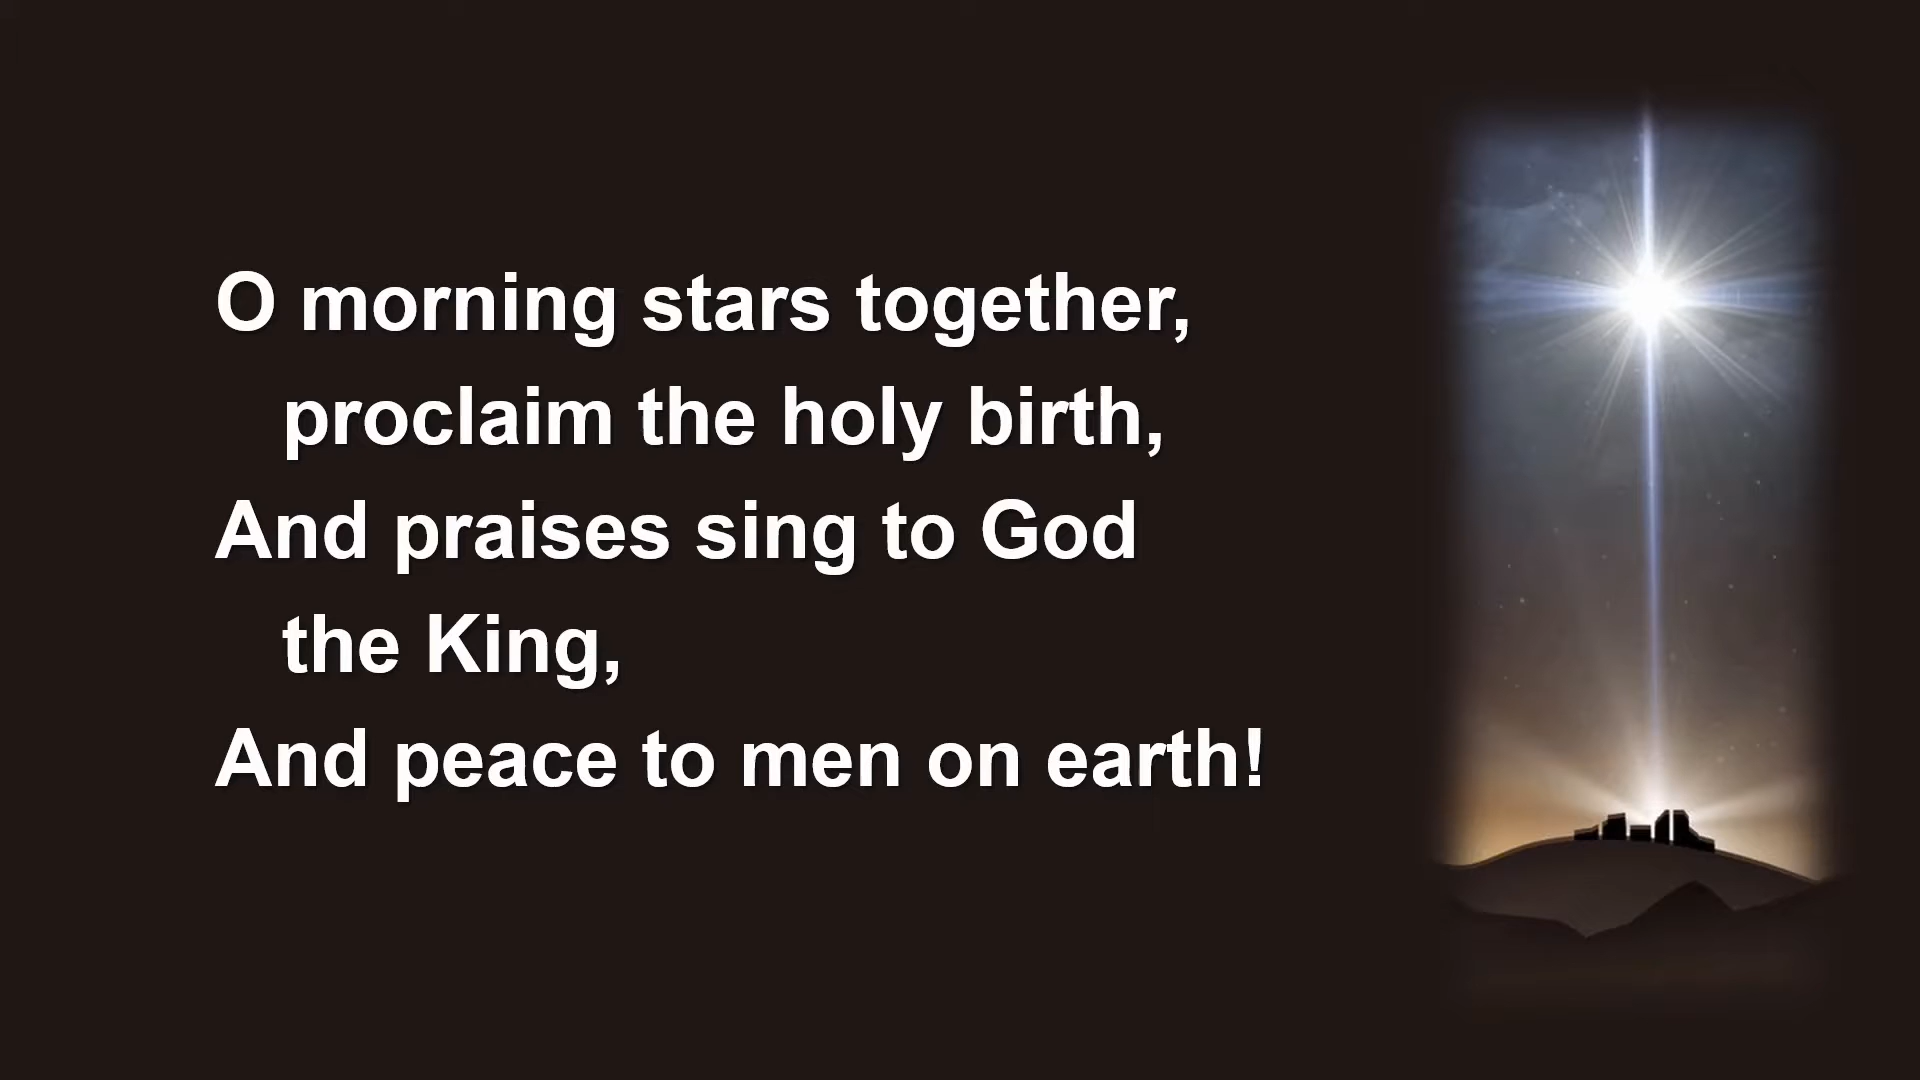 O morning stars together,
proclaim the holy birth,
And praises sing to God
the King,
And peace to men on earth!